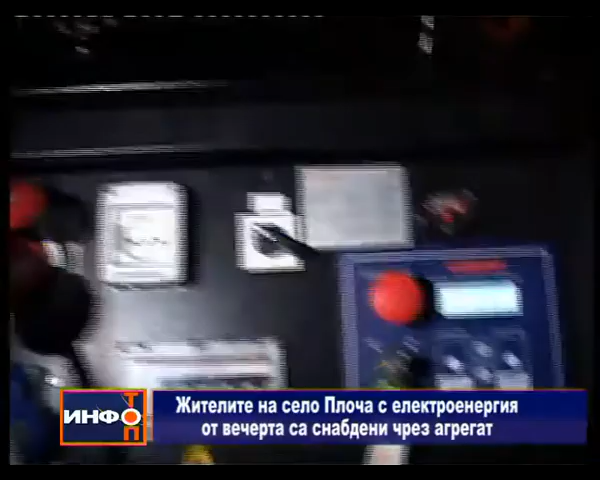 Жителите на село Плоча с електроенергия
от вечерта са снабдени чрез агрегат
ИНФО
ТОП